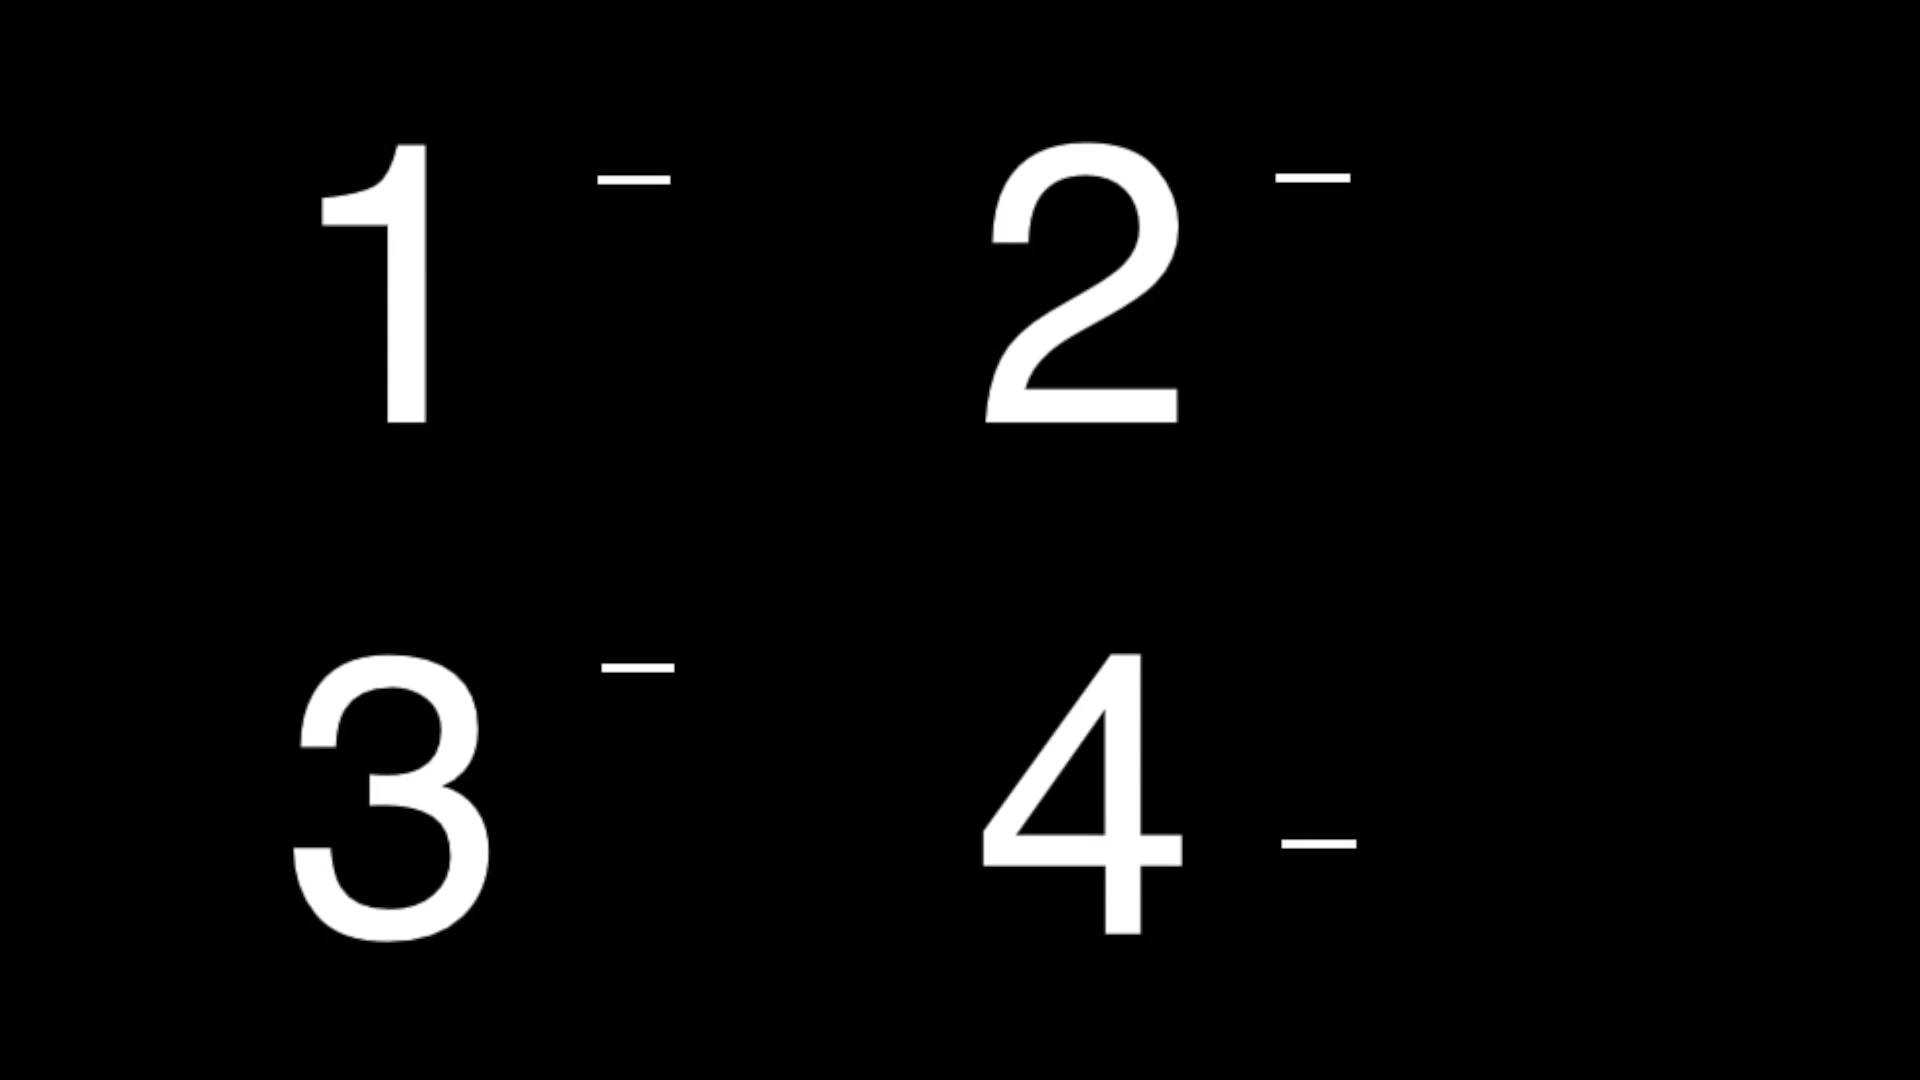 1 – 2 –
3 – 4 –